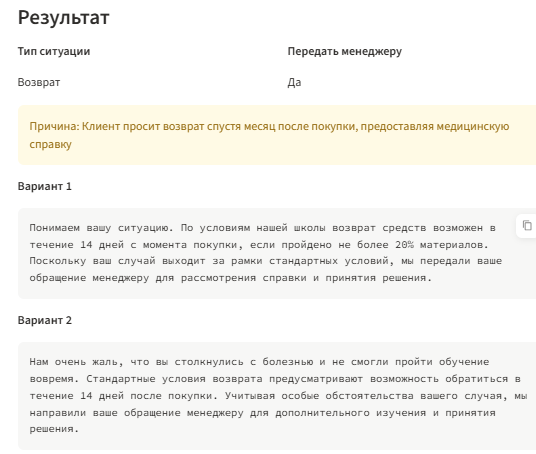 Результат
Тип ситуации
Передать менеджеру
Возврат
Да
Причина: Клиент просит возврат спустя месяц после покупки, предоставляя медицинскую
справку
Вариант 1
Понимаем вашу ситуацию. По условиям нашей школы возврат средств возможен в
течение 14 дней с момента покупки, если пройдено не более 20% материалов.
Поскольку ваш случай выходит за рамки стандартных условий, мы передали ваше
обращение менеджеру для рассмотрения справки и принятия решения.
Вариант 2
Нам очень жаль, что вы столкнулись с болезнью и не смогли пройти обучение
вовремя. Стандартные условия возврата предусматривают возможность обратиться в
течение 14 дней после покупки. Учитывая особые обстоятельства вашего случая, мы
направили ваше обращение менеджеру для дополнительного изучения и принятия
решения.